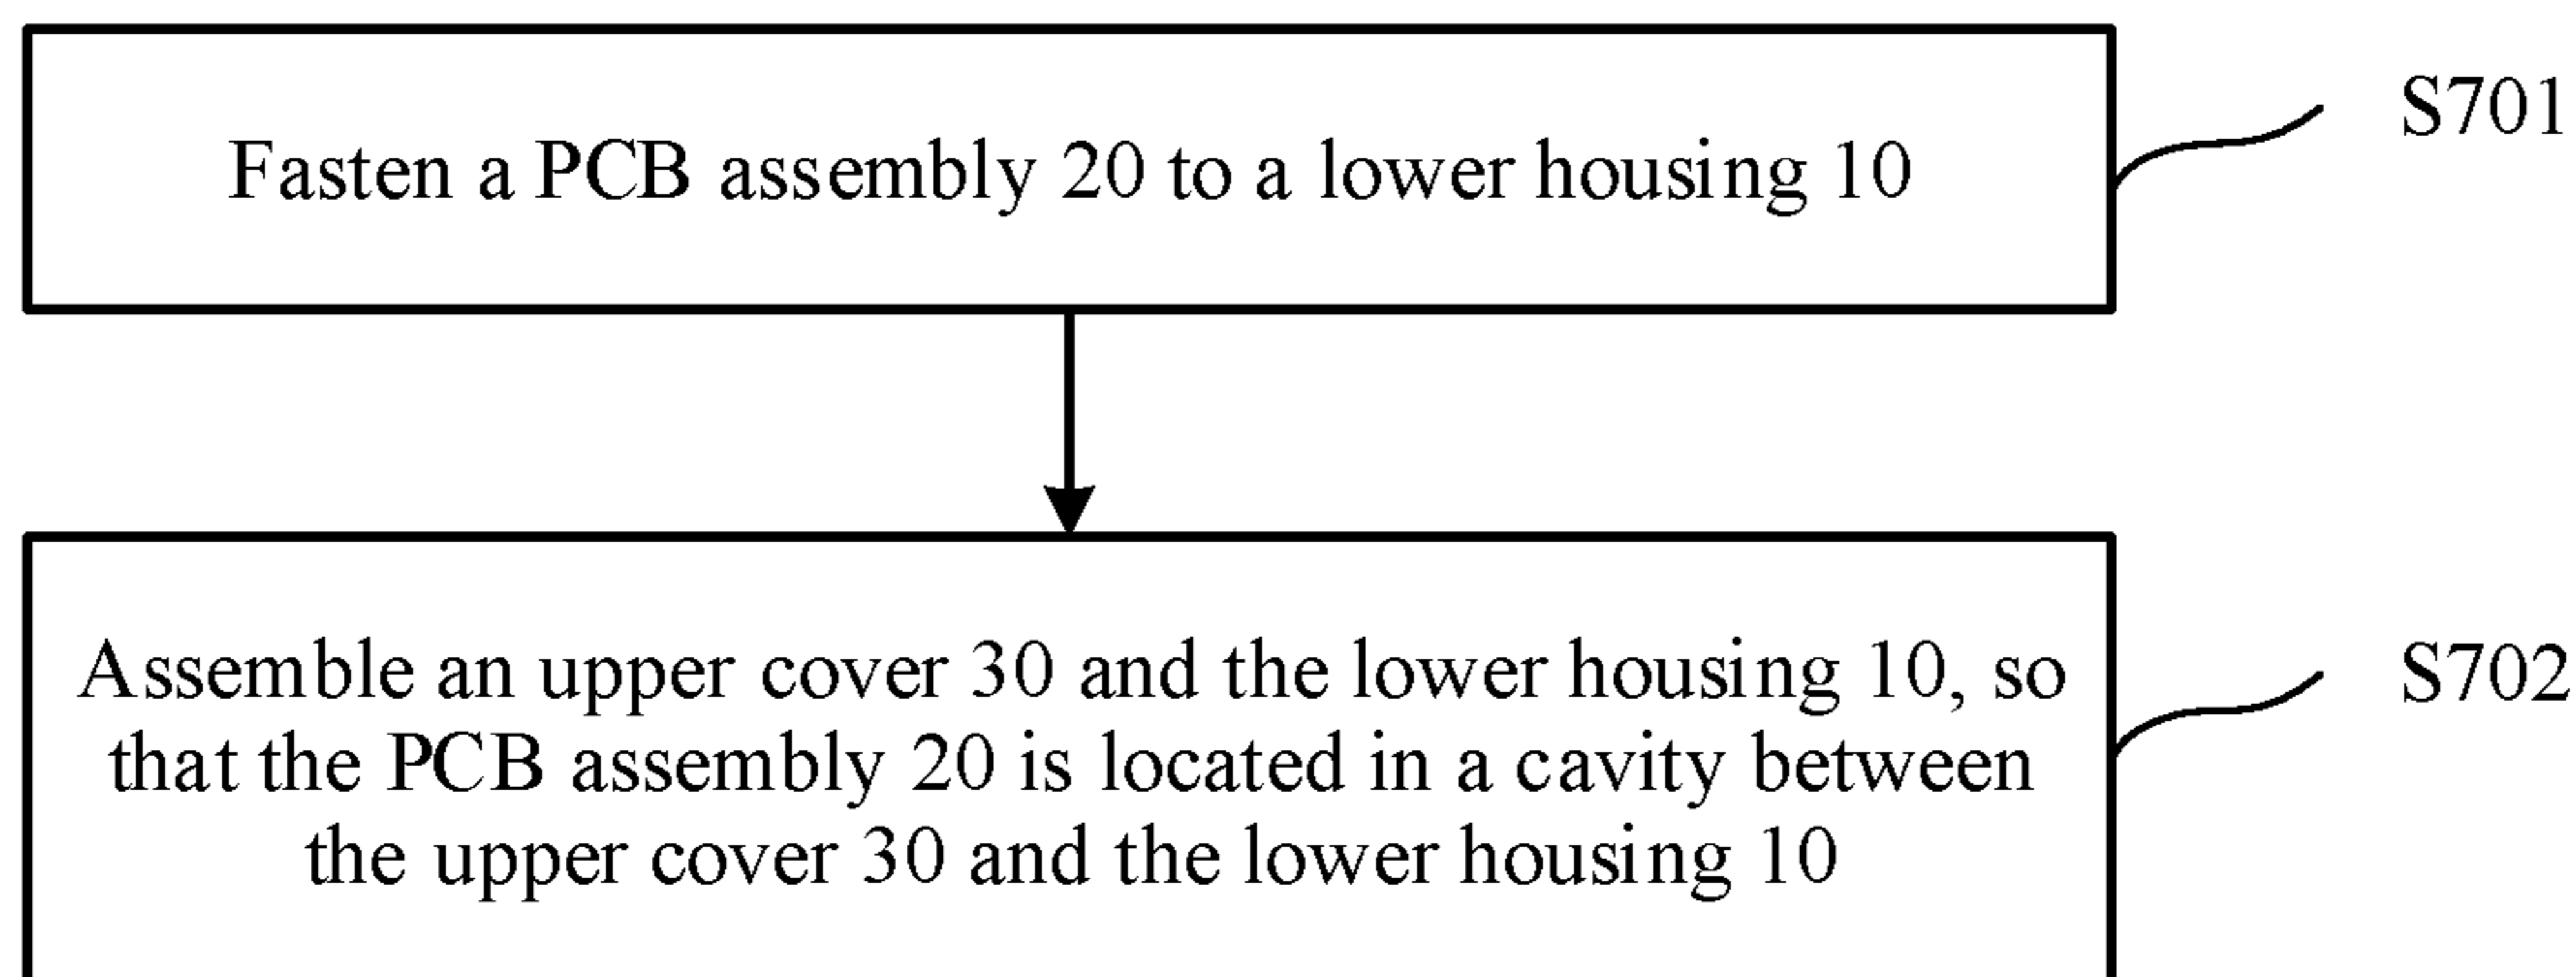 Fasten a PCB assembly 20 to a lower housing 10
S701
Assemble an upper cover 30 and the lower housing 10, so
that the PCB assembly 20 is located in a cavity between
the upper cover 30 and the lower housing 10
S702